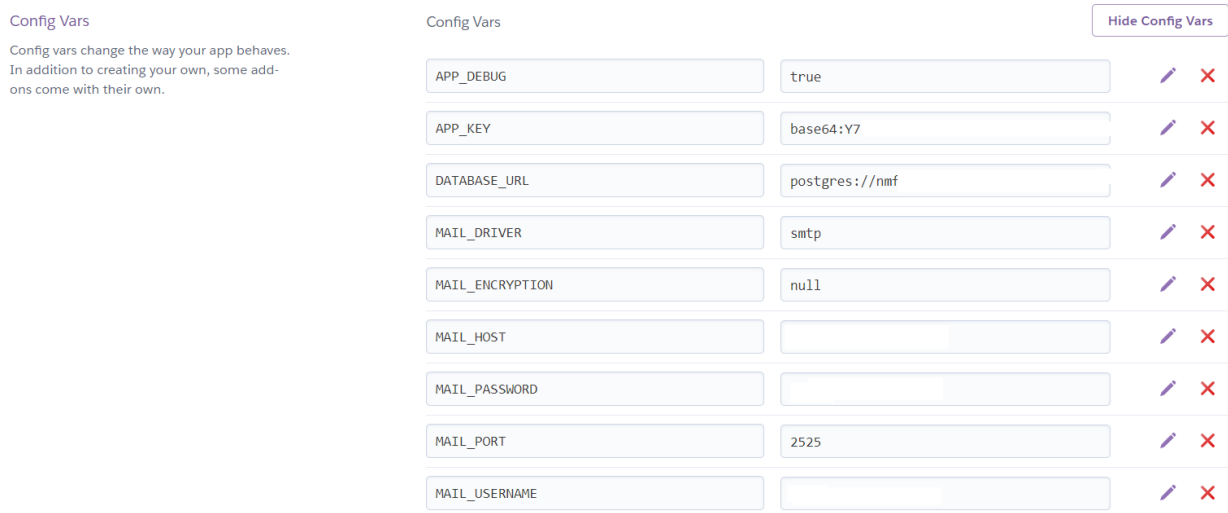 Config Vars
Config vars change the way your app behaves.
In addition to creating your own, some add-
ons come with their own.
Config Vars
Hide Config Vars
APP_DEBUG true
APP_KEY base64:Y7
DATABASE_URL postgres://nmf
MAIL_DRIVER smtp
MAIL_ENCRYPTION null
MAIL_HOST
MAIL_PASSWORD
MAIL_PORT 2525
MAIL_USERNAME